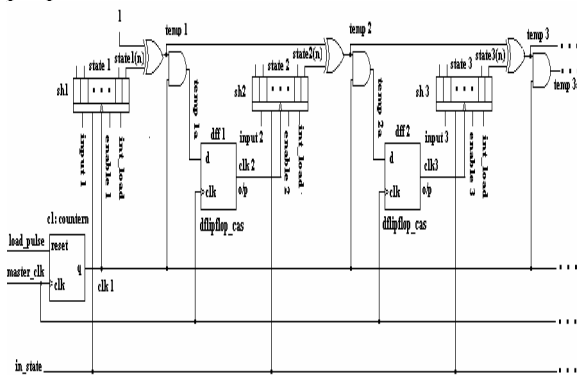 1
temp 1
temp 2
temp 3
state1(n)
state2(n)
state3(n)
state 1
state 2
state 3
sh1
sh2
sh 3
temp 1a
temp 2a
temp 3
input 1
enable 1
int_load
dff 1
input 2
clk 2
enable 2
int_load
dff 2
input 3
clk3
enable 3
int_load
d
o/p
d
o/p
clk
clk
dflipflop_cas
dflipflop_cas
c1: countern
load_pulse
reset
q
master_clk
clk
clk 1
in_state